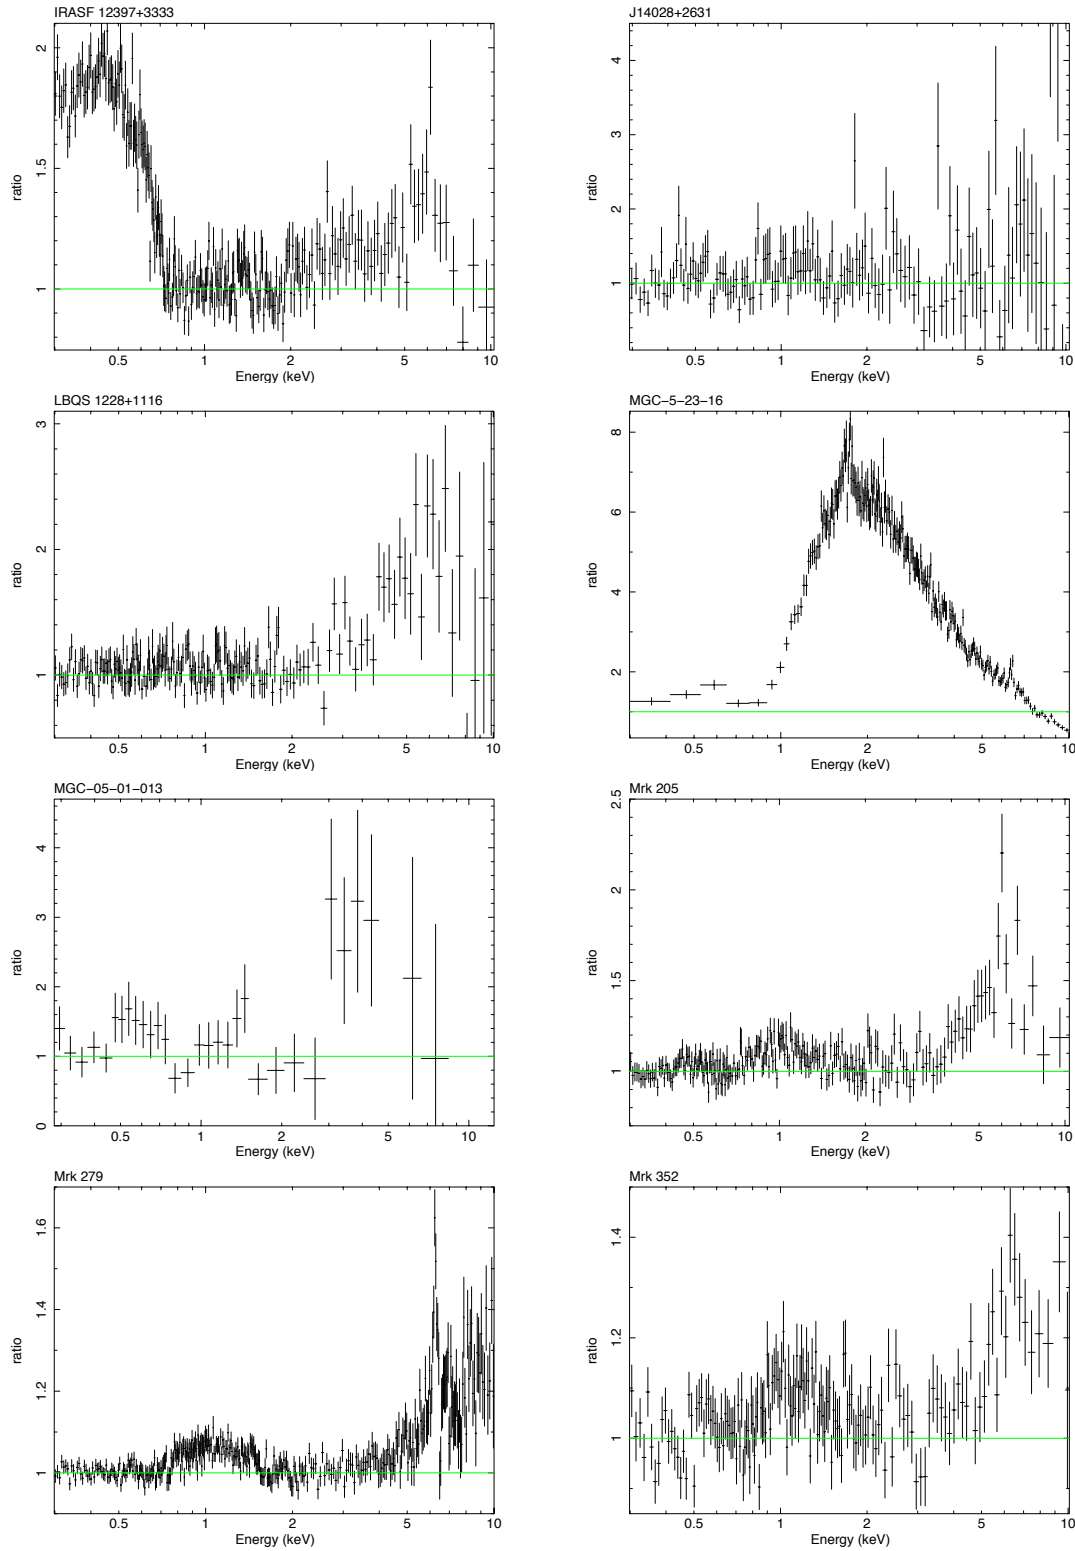 IRASF 12397+3333
2
1.5
1
ratio
0.5 1 2 5 10
Energy (keV)
J14028+2631
4
3
2
1
ratio
0.5 1 2 5 10
Energy (keV)
LBQS 1228+1116
3
2
1
ratio
0.5 1 2 5 10
Energy (keV)
MGC−5−23−16
8
6
4
2
ratio
0.5 1 2 5 10
Energy (keV)
MGC−05−01−013
4
3
2
1
0
ratio
0.5 1 2 5 10
Energy (keV)
Mrk 205
2.5
2
1.5
1
ratio
0.5 1 2 5 10
Energy (keV)
Mrk 279
1.6
1.4
1.2
1
ratio
0.5 1 2 5 10
Energy (keV)
Mrk 352
1.4
1.2
1
ratio
0.5 1 2 5 10
Energy (keV)